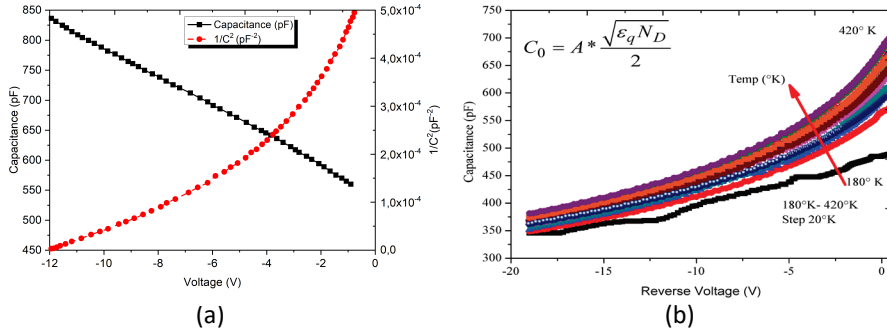 850
800
750
700
650
600
550
500
450
Capacitance (pF)
Capacitance (pF)
1/C² (pF⁻²)
5,0x10⁻⁴
4,0x10⁻⁴
3,0x10⁻⁴
2,0x10⁻⁴
1,0x10⁻⁴
0,0
1/C²(pF⁻²)
-12 -10 -8 -6 -4 -2 0
Voltage (V)
(a)
750
700
650
600
550
500
450
400
350
300
Capacitance (pF)
C₀ = A* √(ε_q N_D) / 2
420° K
Temp (°K)
180° K
180°K- 420°K
Step 20°K
-20 -15 -10 -5 0
Reverse Voltage (V)
(b)